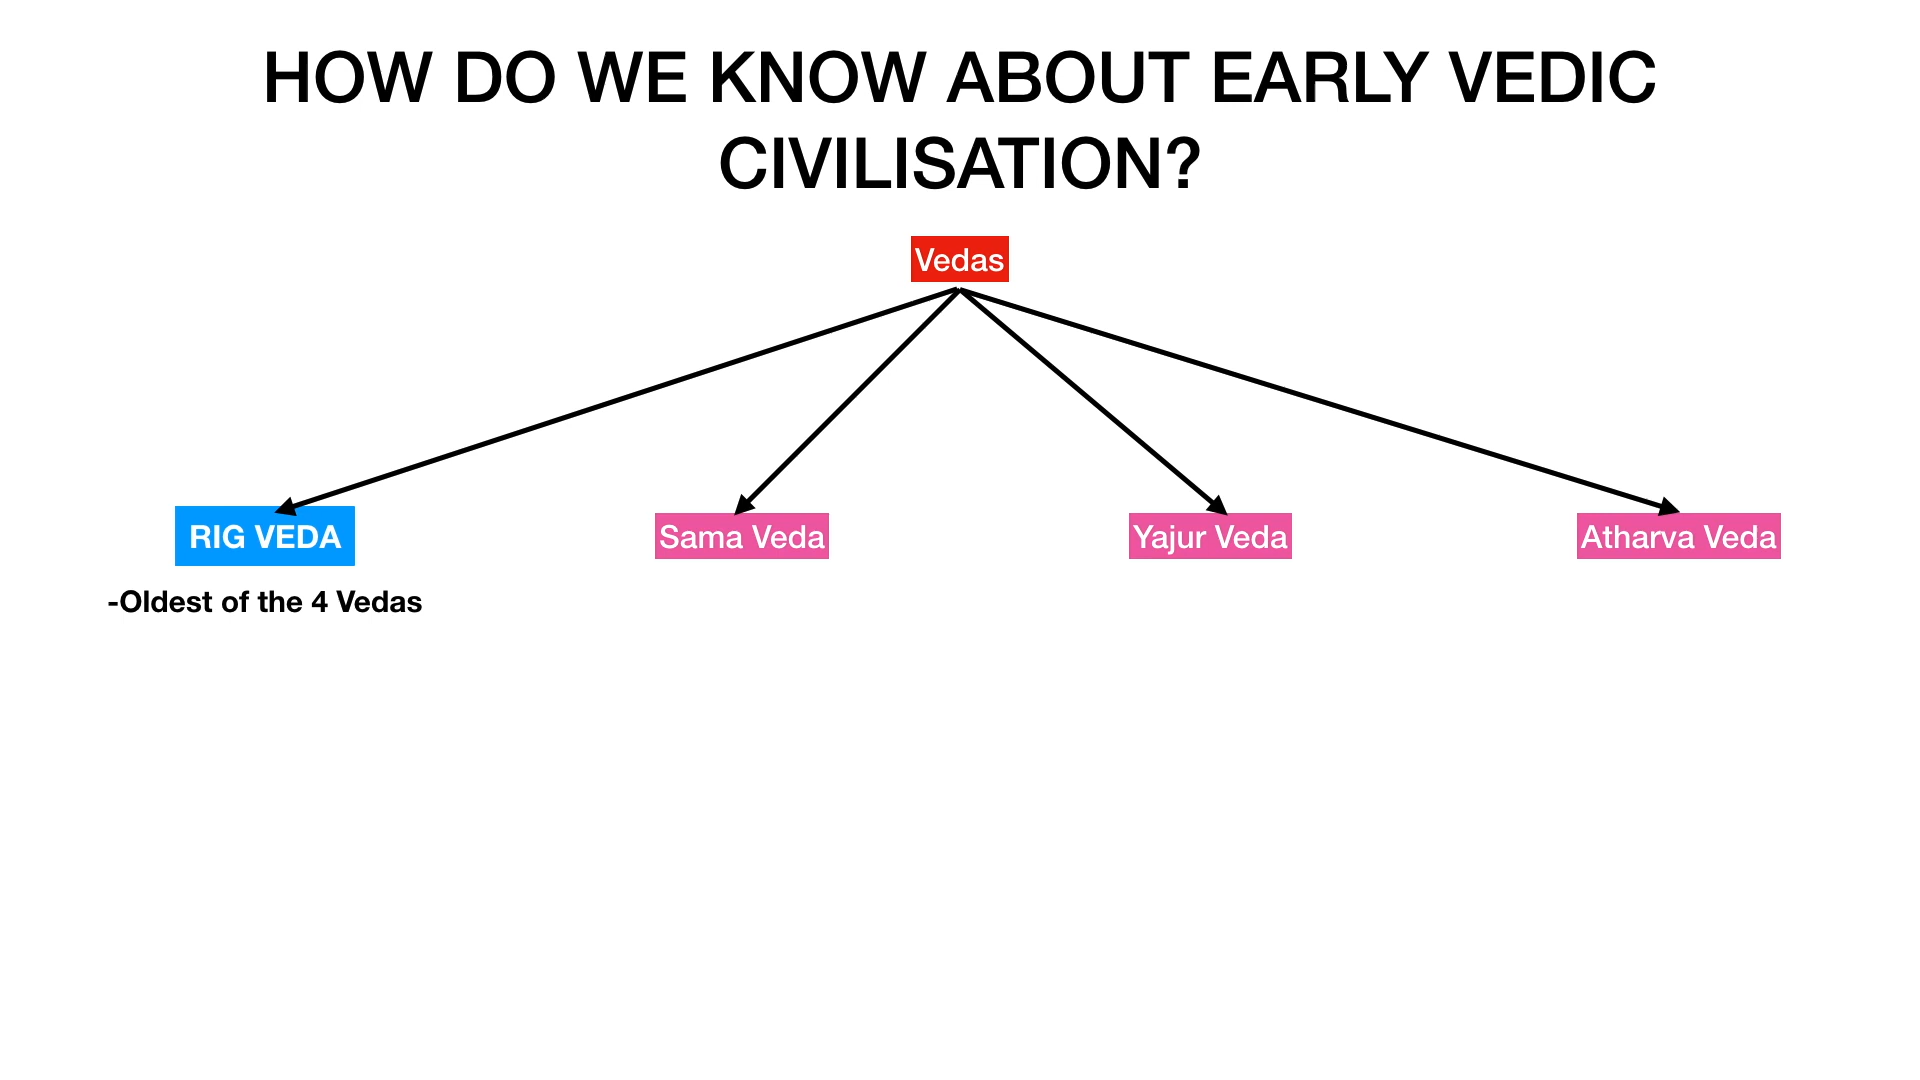 HOW DO WE KNOW ABOUT EARLY VEDIC
CIVILISATION?
Vedas
RIG VEDA
Sama Veda
Yajur Veda
Atharva Veda
-Oldest of the 4 Vedas